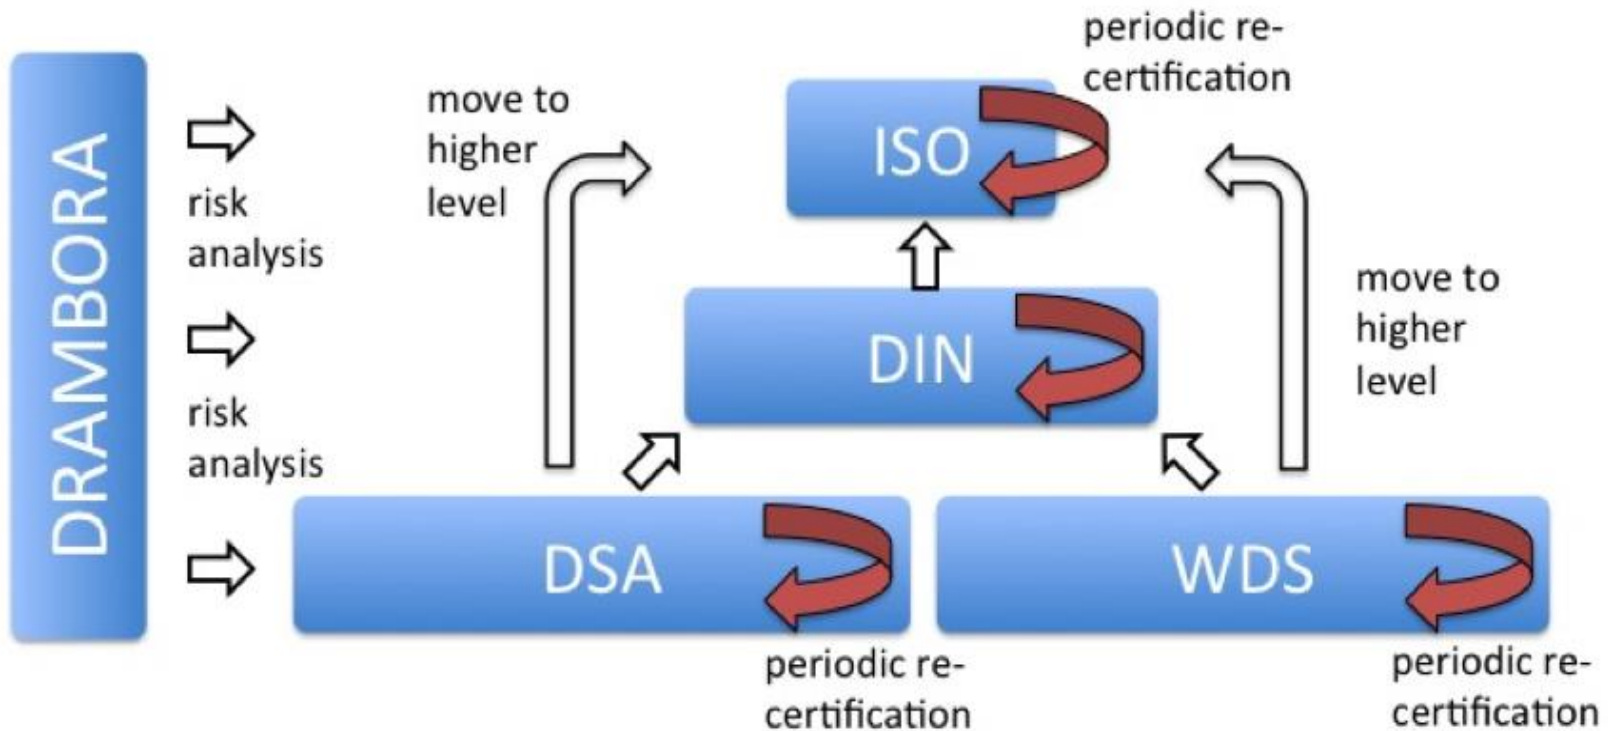 DRAMBORA
risk
analysis
risk
analysis
move to
higher
level
periodic re-
certification
ISO
DIN
move to
higher
level
DSA
periodic re-
certification
WDS
periodic re-
certification